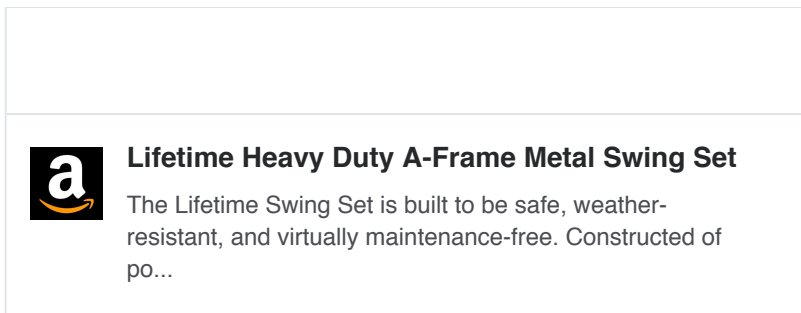 a
Lifetime Heavy Duty A-Frame Metal Swing Set
The Lifetime Swing Set is built to be safe, weather-
resistant, and virtually maintenance-free. Constructed of
po...